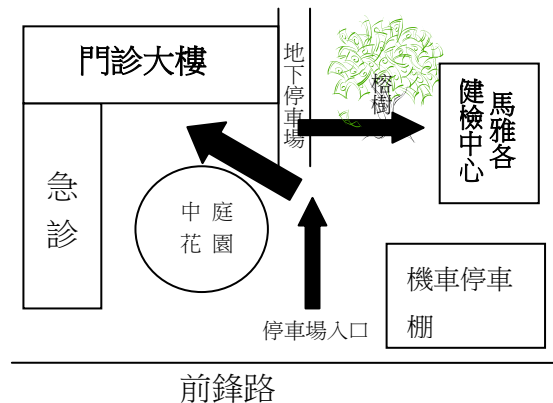 門診大樓
地下停車場
榕樹
馬雅各
健檢中心
急診
中庭
花園
機車停車
棚
停車場入口
前鋒路